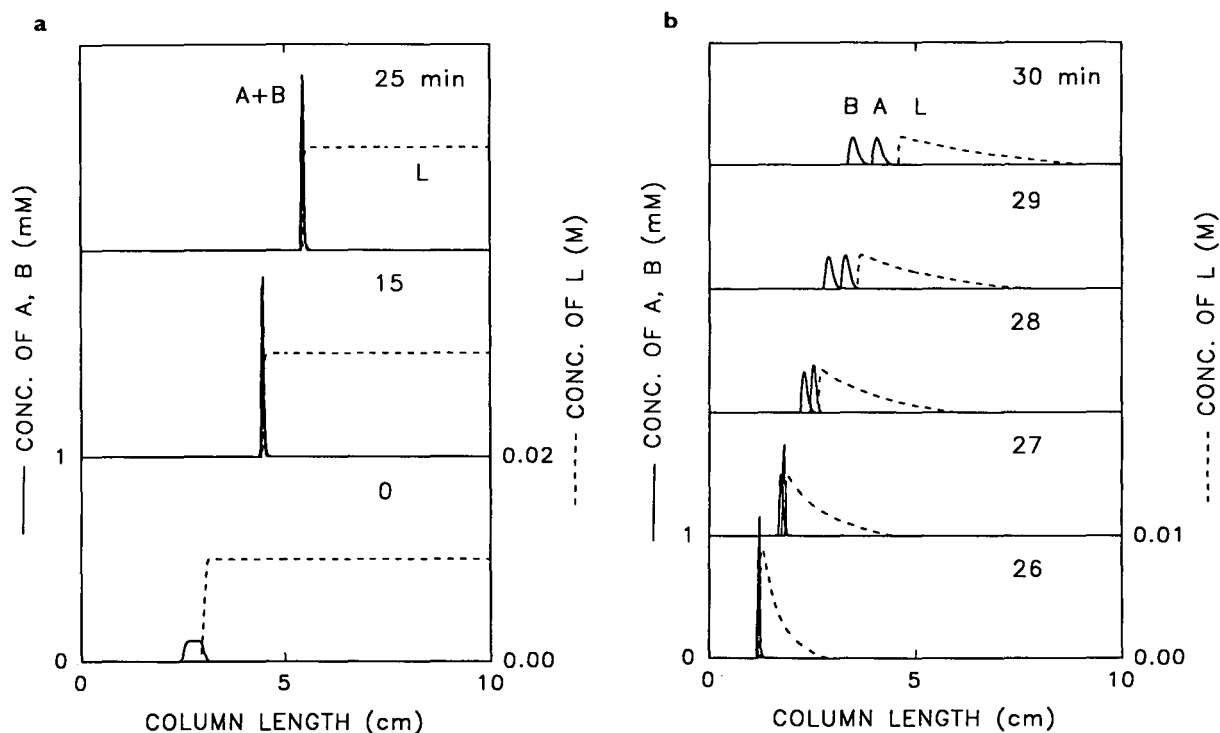 a
25 min
A+B
L
15
0
1
0
0.02
0.00
CONC. OF A, B (mM)
CONC. OF L (M)
0
5
10
COLUMN LENGTH (cm)
b
30 min
B A L
29
28
27
26
1
0
0.01
0.00
CONC. OF A, B (mM)
CONC. OF L (M)
0
5
10
COLUMN LENGTH (cm)